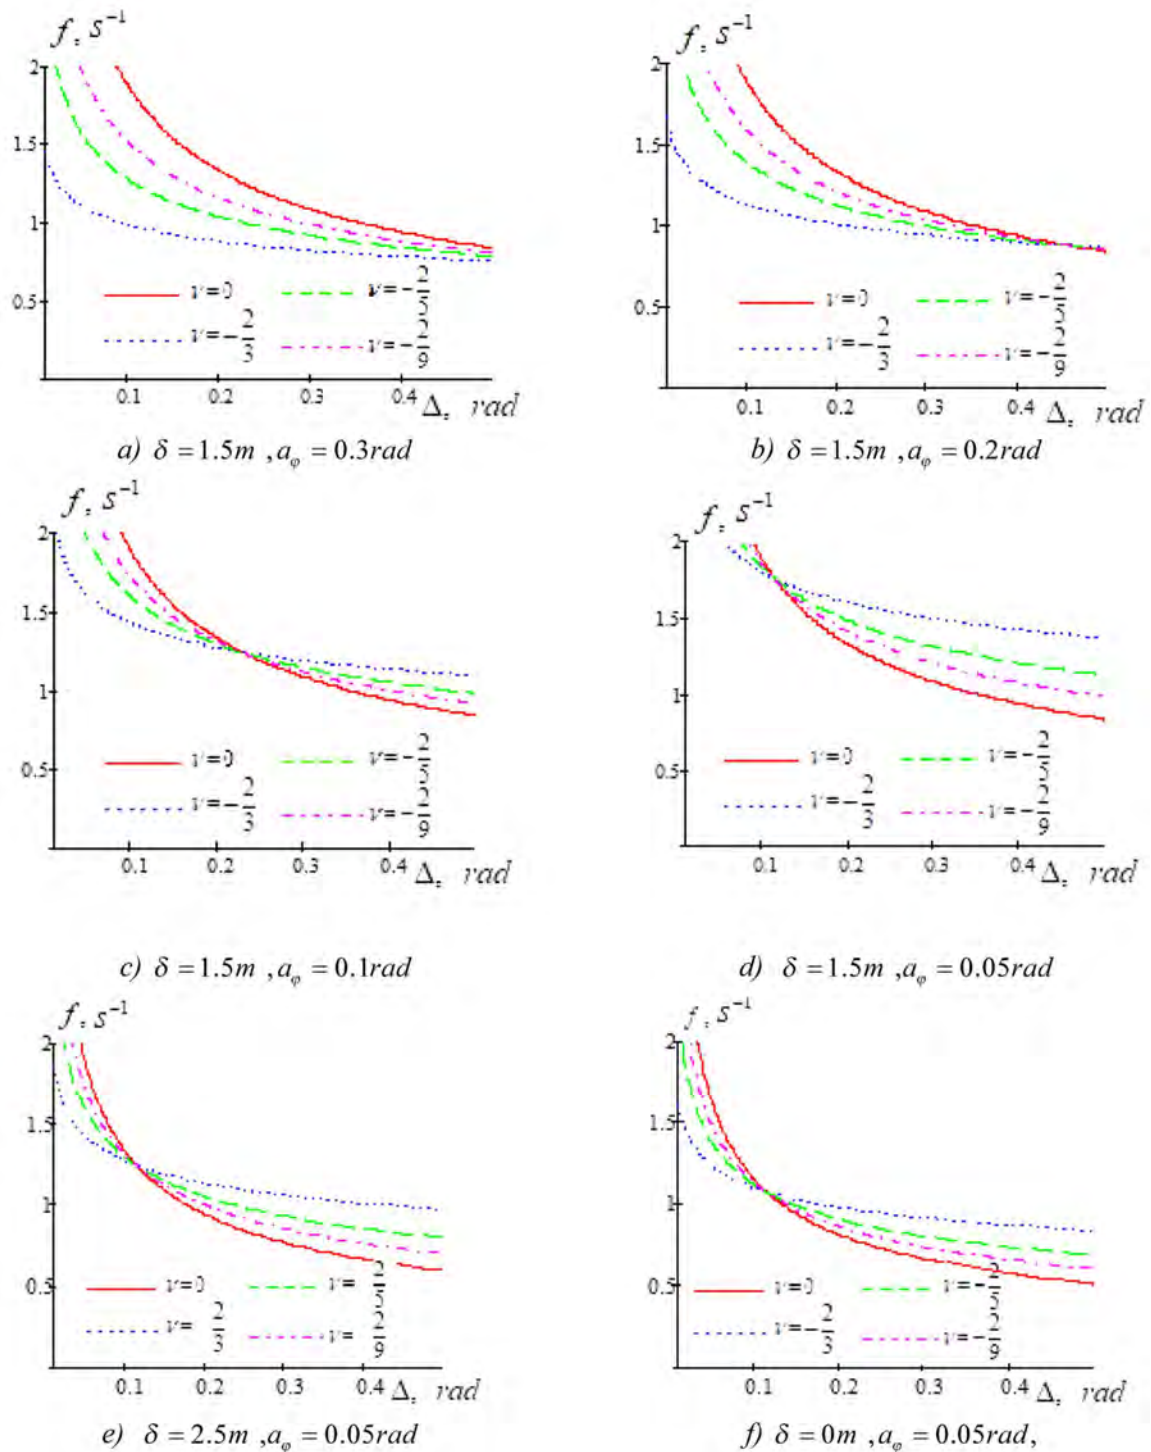 f, s⁻¹
2
1.5
1
0.5
ν=0
ν=-2/5
ν=-2/3
ν=-2/9
0.1 0.2 0.3 0.4
Δ, rad
a) δ = 1.5m , aφ = 0.3rad
f, s⁻¹
2
1.5
1
0.5
ν=0
ν=-2/5
ν=-2/3
ν=-2/9
0.1 0.2 0.3 0.4
Δ, rad
b) δ = 1.5m , aφ = 0.2rad
f, s⁻¹
2
1.5
1
0.5
ν=0
ν=-2/5
ν=-2/3
ν=-2/9
0.1 0.2 0.3 0.4
Δ, rad
c) δ = 1.5m , aφ = 0.1rad
f, s⁻¹
2
1.5
1
0.5
ν=0
ν=-2/5
ν=-2/3
ν=-2/9
0.1 0.2 0.3 0.4
Δ, rad
d) δ = 1.5m , aφ = 0.05rad
f, s⁻¹
2
1.5
1
0.5
ν=0
ν= 2/5
ν= 2/3
ν= 2/9
0.1 0.2 0.3 0.4
Δ, rad
e) δ = 2.5m , aφ = 0.05rad
f, s⁻¹
2
1.5
1
0.5
ν=0
ν=-2/5
ν=-2/3
ν=-2/9
0.1 0.2 0.3 0.4
Δ, rad
f) δ = 0m , aφ = 0.05rad,